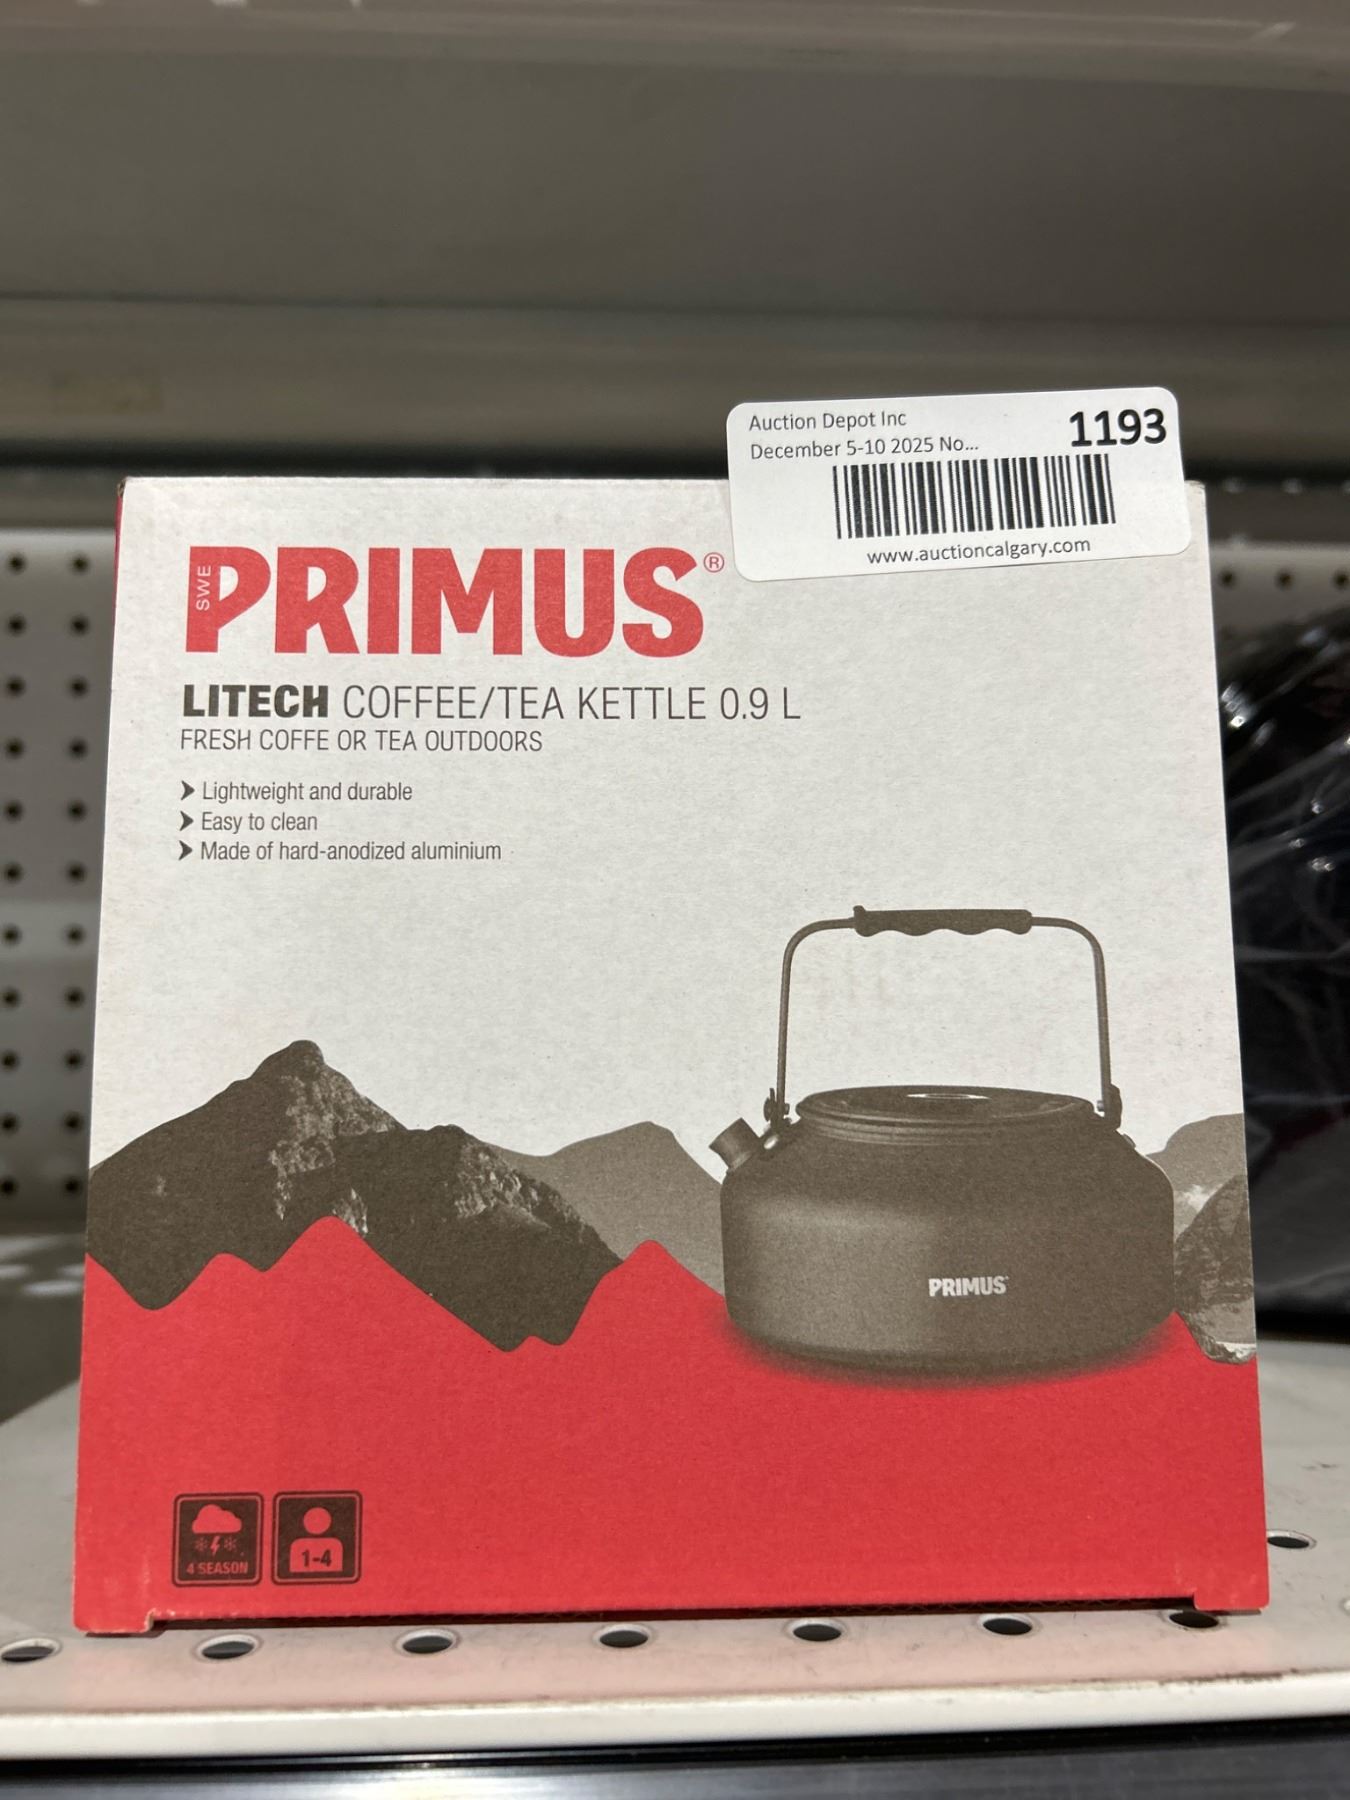 Auction Depot Inc
1193
December 5-10 2025 No...
www.auctioncalgary.com
SWE
PRIMUS®
LITECH COFFEE/TEA KETTLE 0.9 L
FRESH COFFE OR TEA OUTDOORS
Lightweight and durable
Easy to clean
Made of hard-anodized aluminium
PRIMUS
4 SEASON
1-4